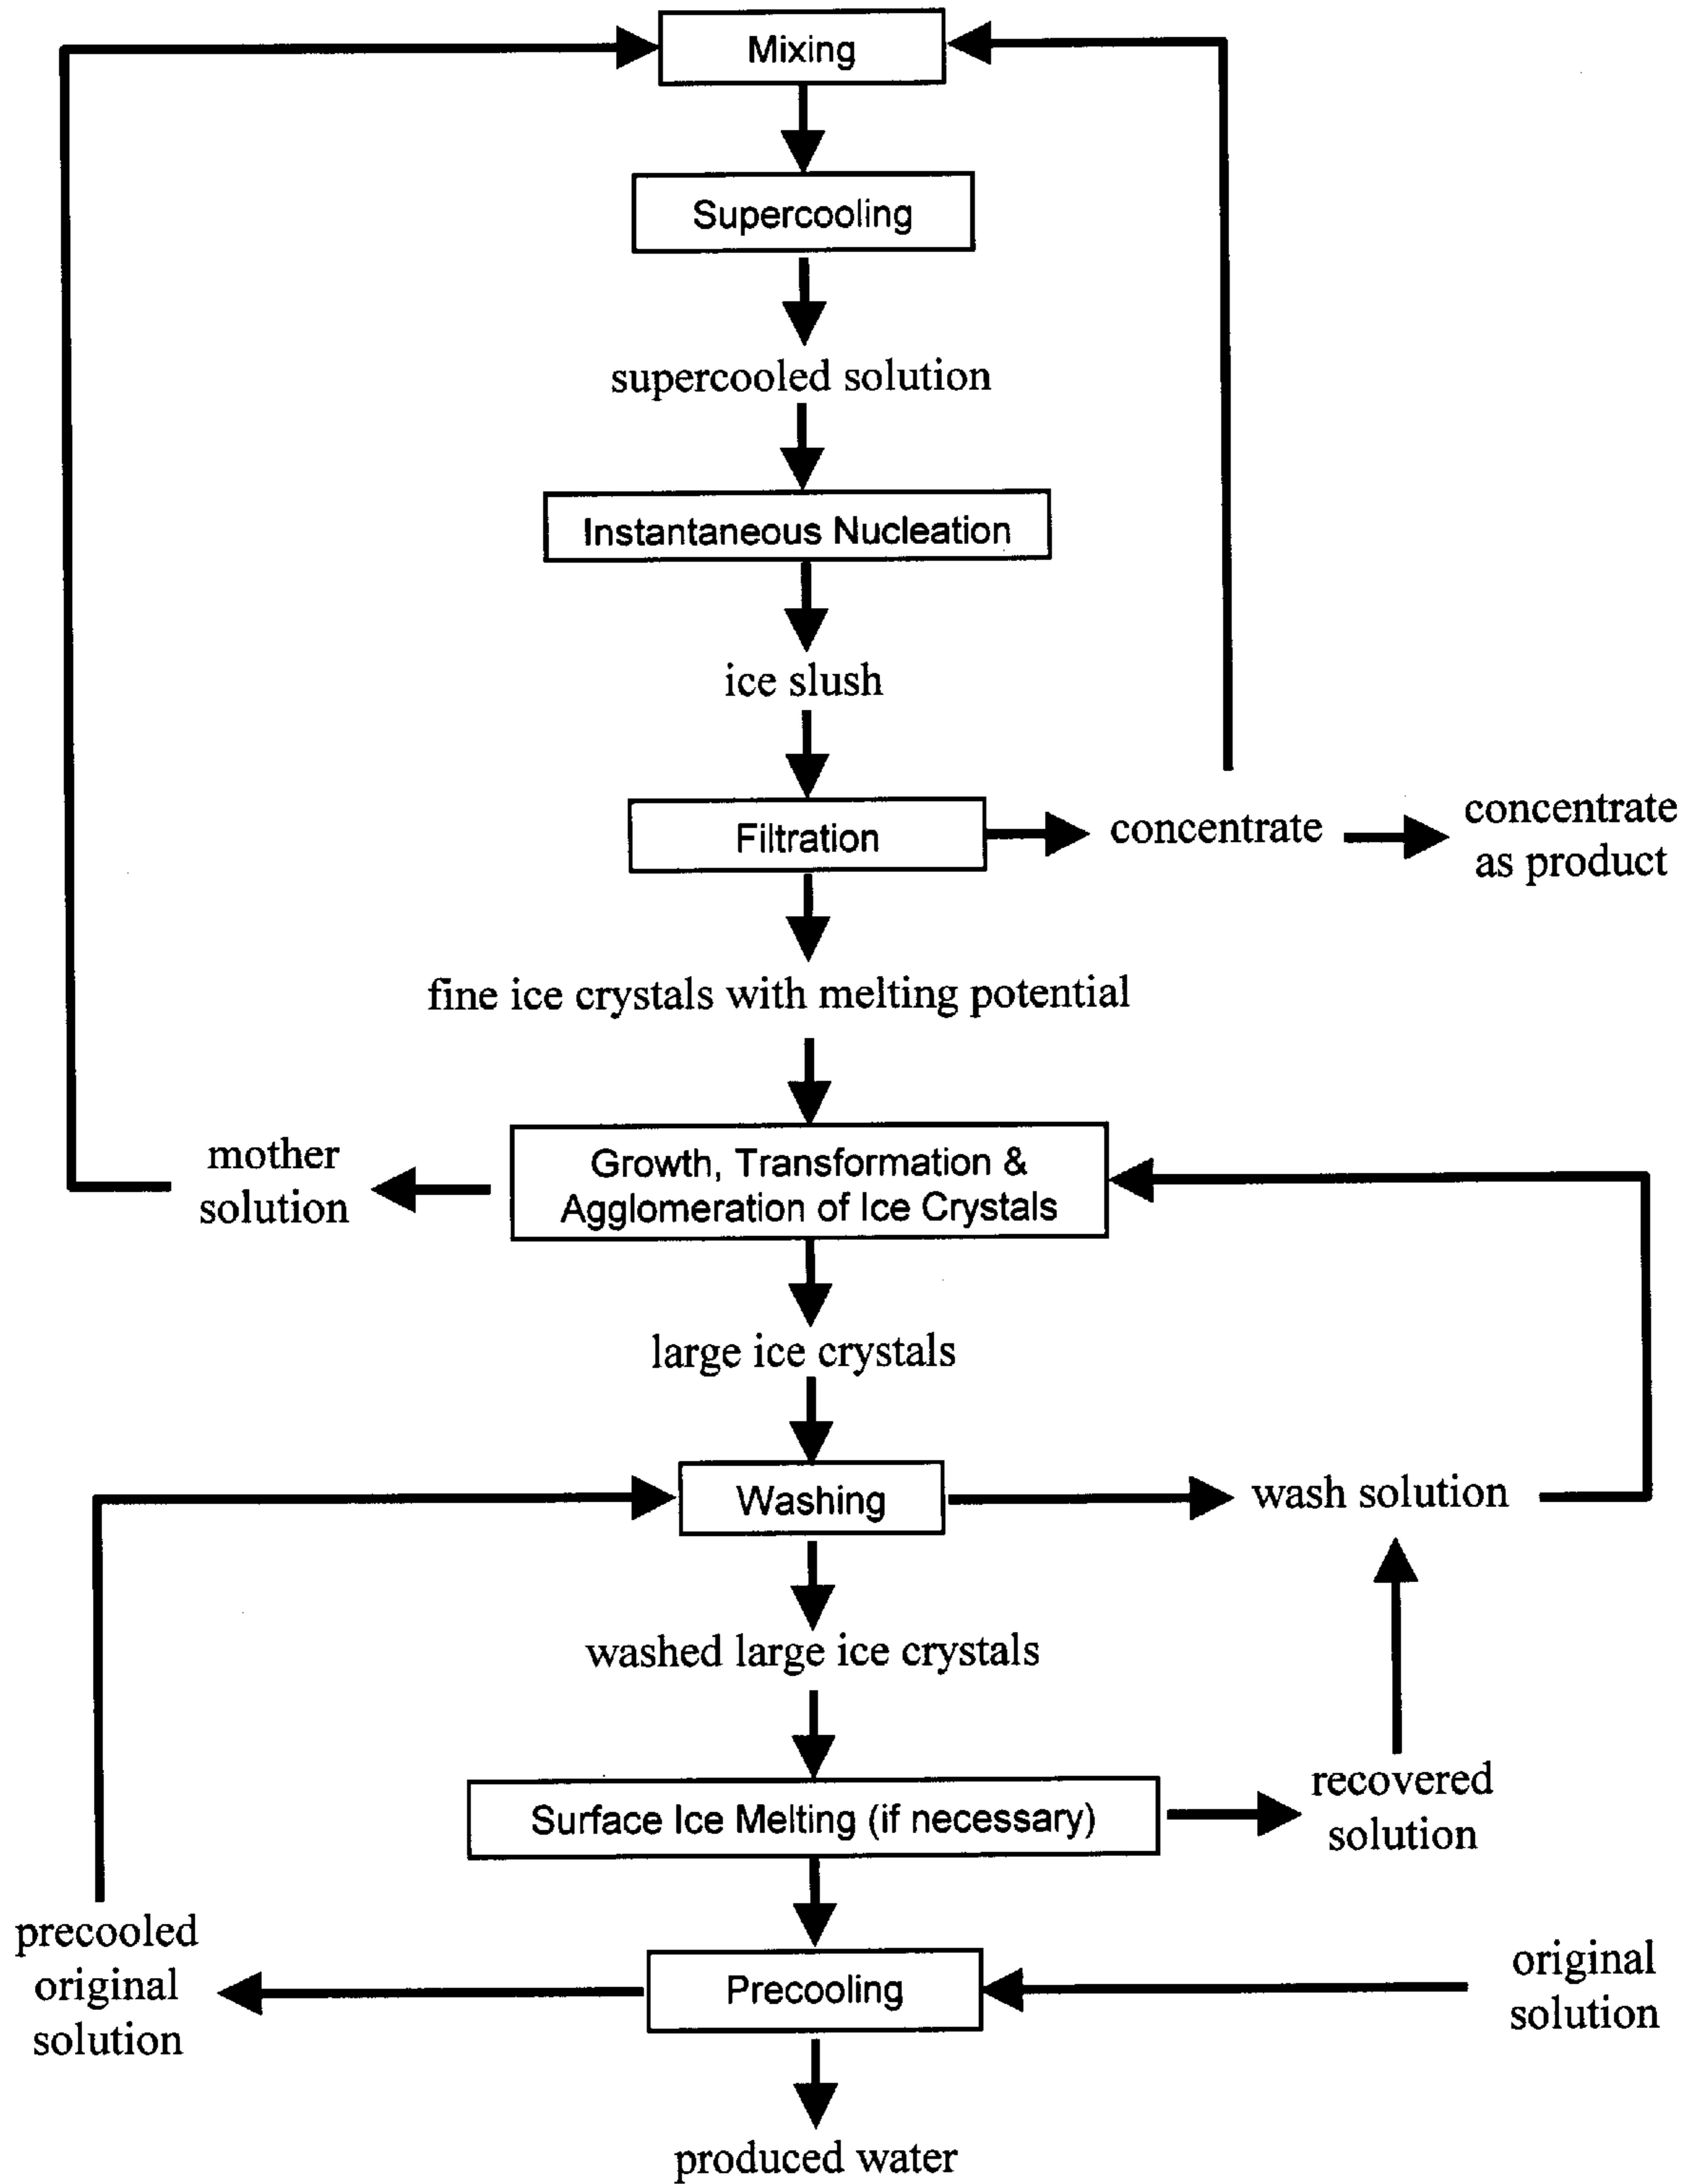 Mixing
Supercooling
supercooled solution
Instantaneous Nucleation
ice slush
Filtration
concentrate
concentrate
as product
fine ice crystals with melting potential
mother
solution
Growth, Transformation &
Agglomeration of Ice Crystals
large ice crystals
Washing
wash solution
washed large ice crystals
Surface Ice Melting (if necessary)
recovered
solution
precooled
original
solution
Precooling
original
solution
produced water